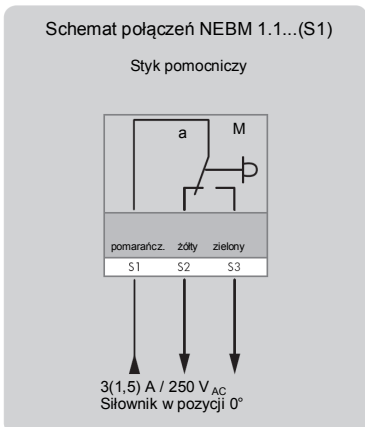 Schemat połączeń NEBM 1.1...(S1)
Styk pomocniczy
a M
pomarańcz. żółty zielony
S1 S2 S3
3(1,5) A / 250 VAC
Siłownik w pozycji 0°